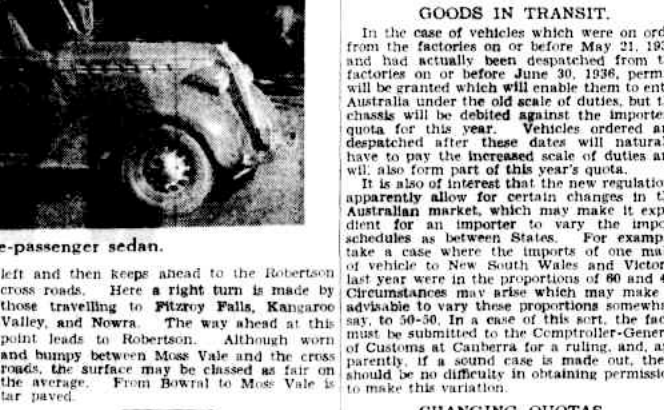 e-passenger sedan.
left and then keeps ahead to the Robertson
cross roads. Here a right turn is made by
those travelling to Fitzroy Falls, Kangaroo
Valley, and Nowra. The way ahead at this
point leads to Robertson. Although worn
and bumpy between Moss Vale and the cross
roads, the surface may be classed as fair on
the average. From Bowral to Moss Vale is
tar paved.
GOODS IN TRANSIT.
In the case of vehicles which were on ord
from the factories on or before May 21, 193
and had actually been despatched from t
factories on or before June 30, 1936, perm
will be granted which will enable them to ent
Australia under the old scale of duties, but t
chassis will be debited against the importe
quota for this year. Vehicles ordered a
despatched after these dates will natural
have to pay the increased scale of duties a
will also form part of this year's quota.
It is also of interest that the new regulatio
apparently allow for certain changes in t
Australian market, which may make it exp
dient for an importer to vary the impo
schedules as between States. For examp
take a case where the imports of one ma
of vehicle to New South Wales and Victor
last year were in the proportions of 60 and 4
Circumstances may arise which may make
advisable to vary these proportions somewh
say, to 50-50. In a case of this sort, the fac
must be submitted to the Comptroller-Gener
of Customs at Canberra for a ruling, and, a
parently, if a sound case is made out, the
should be no difficulty in obtaining permissio
to make this variation.
CHANGING QUOTAS